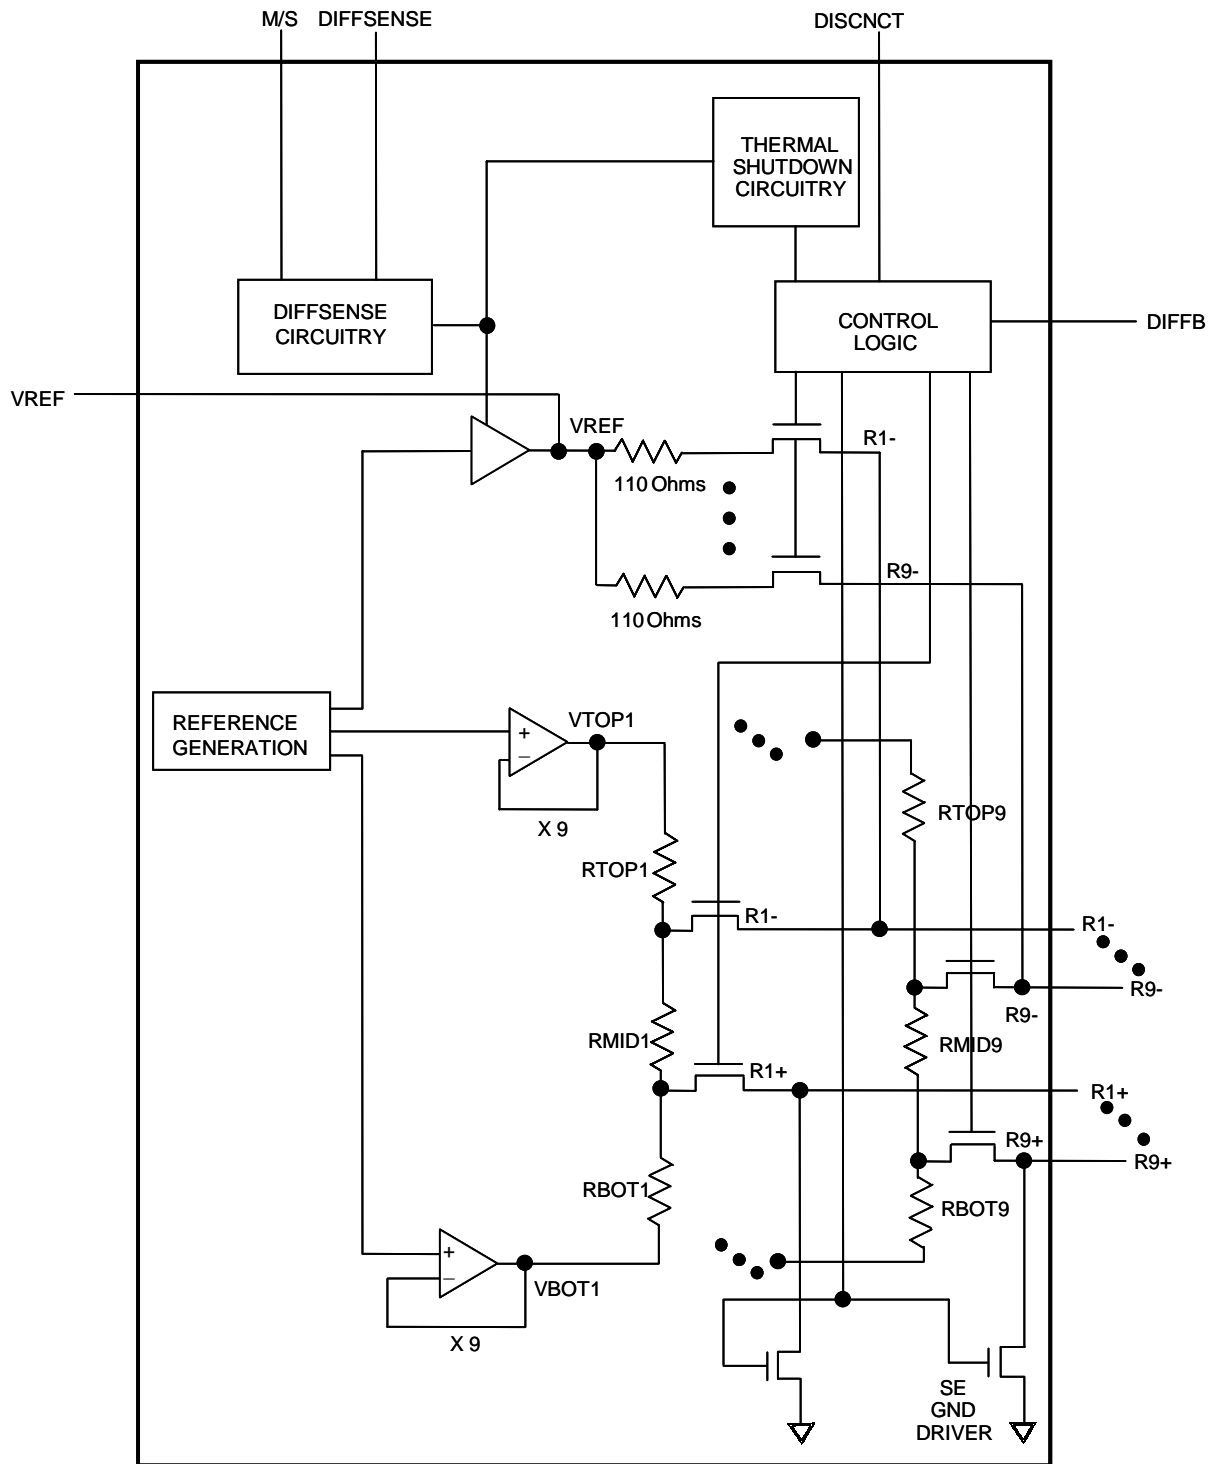 M/S DIFFSENSE DISCNCT
THERMAL
SHUTDOWN
CIRCUITRY
DIFFSENSE
CIRCUITRY
CONTROL
LOGIC
DIFFB
VREF
VREF
R1-
110 Ohms
R9-
110 Ohms
REFERENCE
GENERATION
VTOP1
+
−
X 9
RTOP9
RTOP1
R1-
R1-
R9-
R9-
RMID1
RMID9
R1+
R1+
R9+
R9+
RBOT1
RBOT9
+
−
VBOT1
X 9
SE
GND
DRIVER